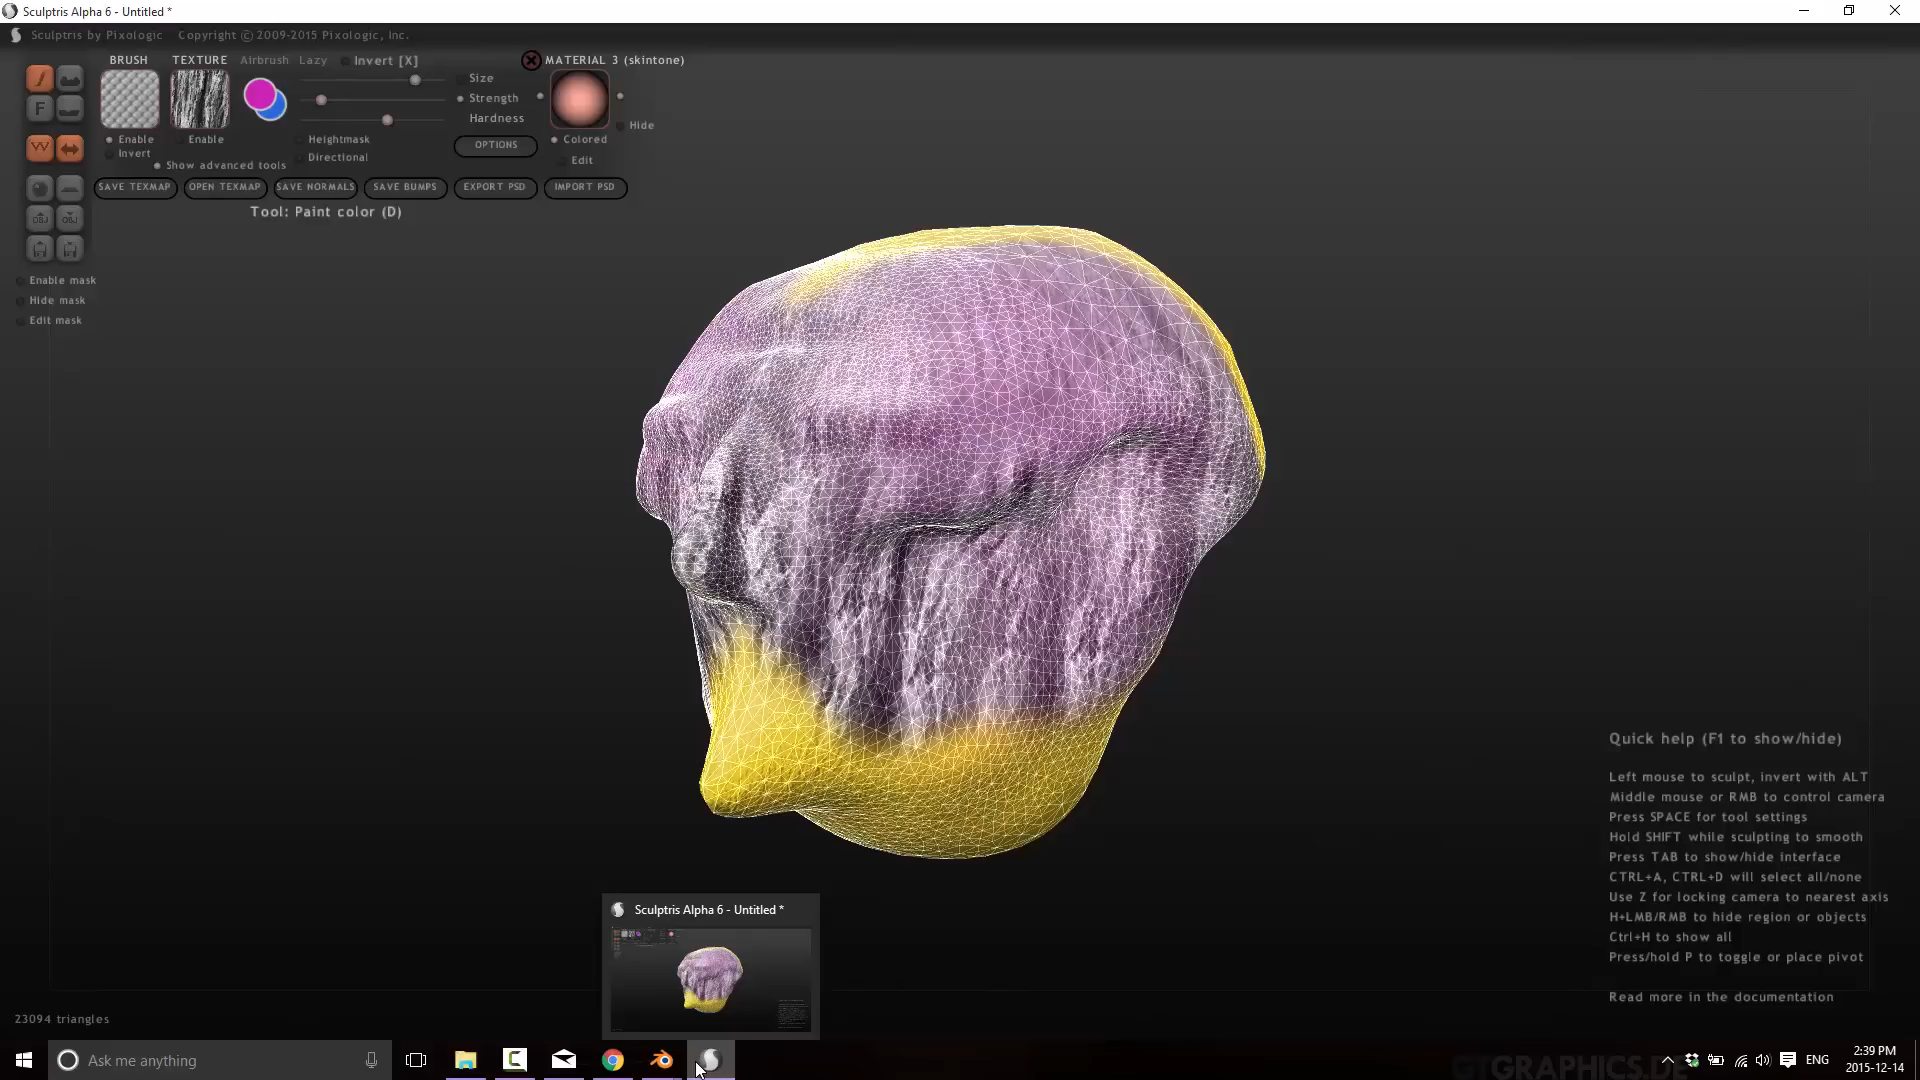 Sculptris Alpha 6 - Untitled *
Sculptris by Pixologic Copyright © 2009-2015 Pixologic, Inc.
BRUSH TEXTURE Airbrush Lazy Invert [X]
MATERIAL 3 (skintone)
Size
Strength
Hardness
F
Hide
Enable Enable Heightmask
OPTIONS
Colored
Invert
Directional
Edit
Show advanced tools
SAVE TEXMAP OPEN TEXMAP SAVE NORMALS SAVE BUMPS EXPORT PSD IMPORT PSD
Tool: Paint color (D)
OBJ OBJ
Enable mask
Hide mask
Edit mask
Quick help (F1 to show/hide)
Left mouse to sculpt, invert with ALT
Middle mouse or RMB to control camera
Press SPACE for tool settings
Hold SHIFT while sculpting to smooth
Press TAB to show/hide interface
CTRL+A, CTRL+D will select all/none
Use Z for locking camera to nearest axis
H+LMB/RMB to hide region or objects
Ctrl+H to show all
Press/hold P to toggle or place pivot
Read more in the documentation
Sculptris Alpha 6 - Untitled *
23094 triangles
Ask me anything
GTGRAPHICS.DE
ENG
2:39 PM
2015-12-14